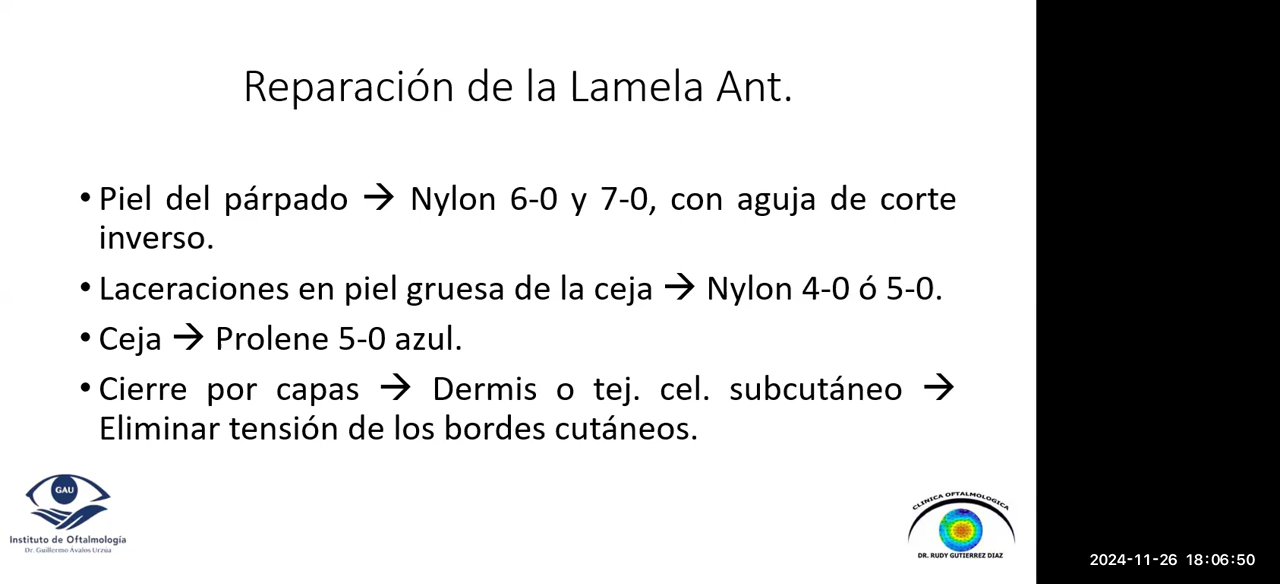 Reparación de la Lamela Ant.
• Piel del párpado → Nylon 6-0 y 7-0, con aguja de corte
inverso.
• Laceraciones en piel gruesa de la ceja → Nylon 4-0 ó 5-0.
• Ceja → Prolene 5-0 azul.
• Cierre por capas → Dermis o tej. cel. subcutáneo →
Eliminar tensión de los bordes cutáneos.
GAU
Instituto de Oftalmología
Dr. Guillermo Avalos Urzúa
CLINICA OFTALMOLOGICA
DR. RUDY GUTIERREZ DIAZ
2024-11-26 18:06:50